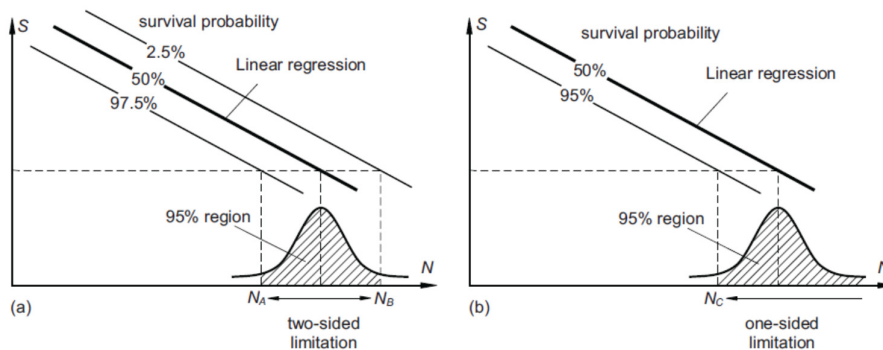 S
survival probability
2.5%
50%
97.5%
Linear regression
95% region
N
N_A
N_B
(a)
two-sided
limitation
S
survival probability
50%
95%
Linear regression
95% region
N
N_C
(b)
one-sided
limitation